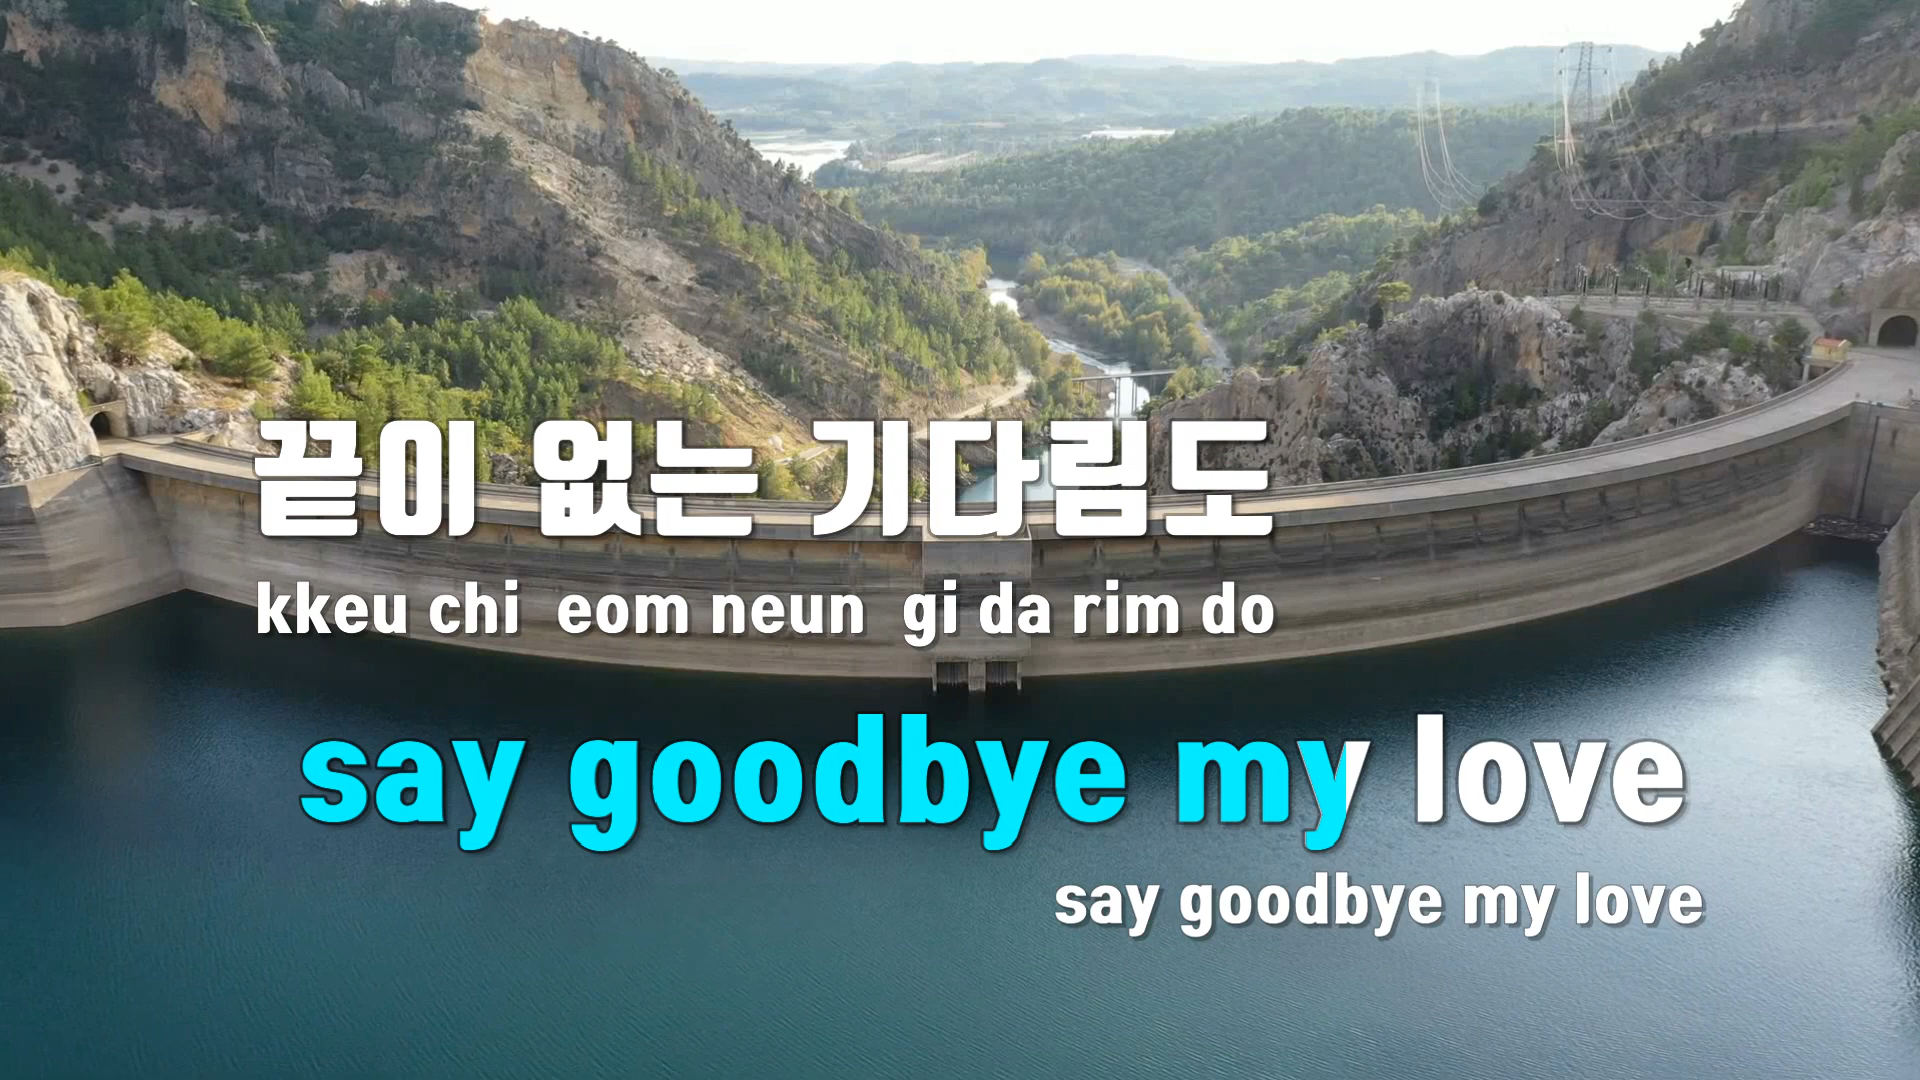 끝이 없는 기다림도
kkeu chi eom neun gi da rim do
say goodbye my love
say goodbye my love